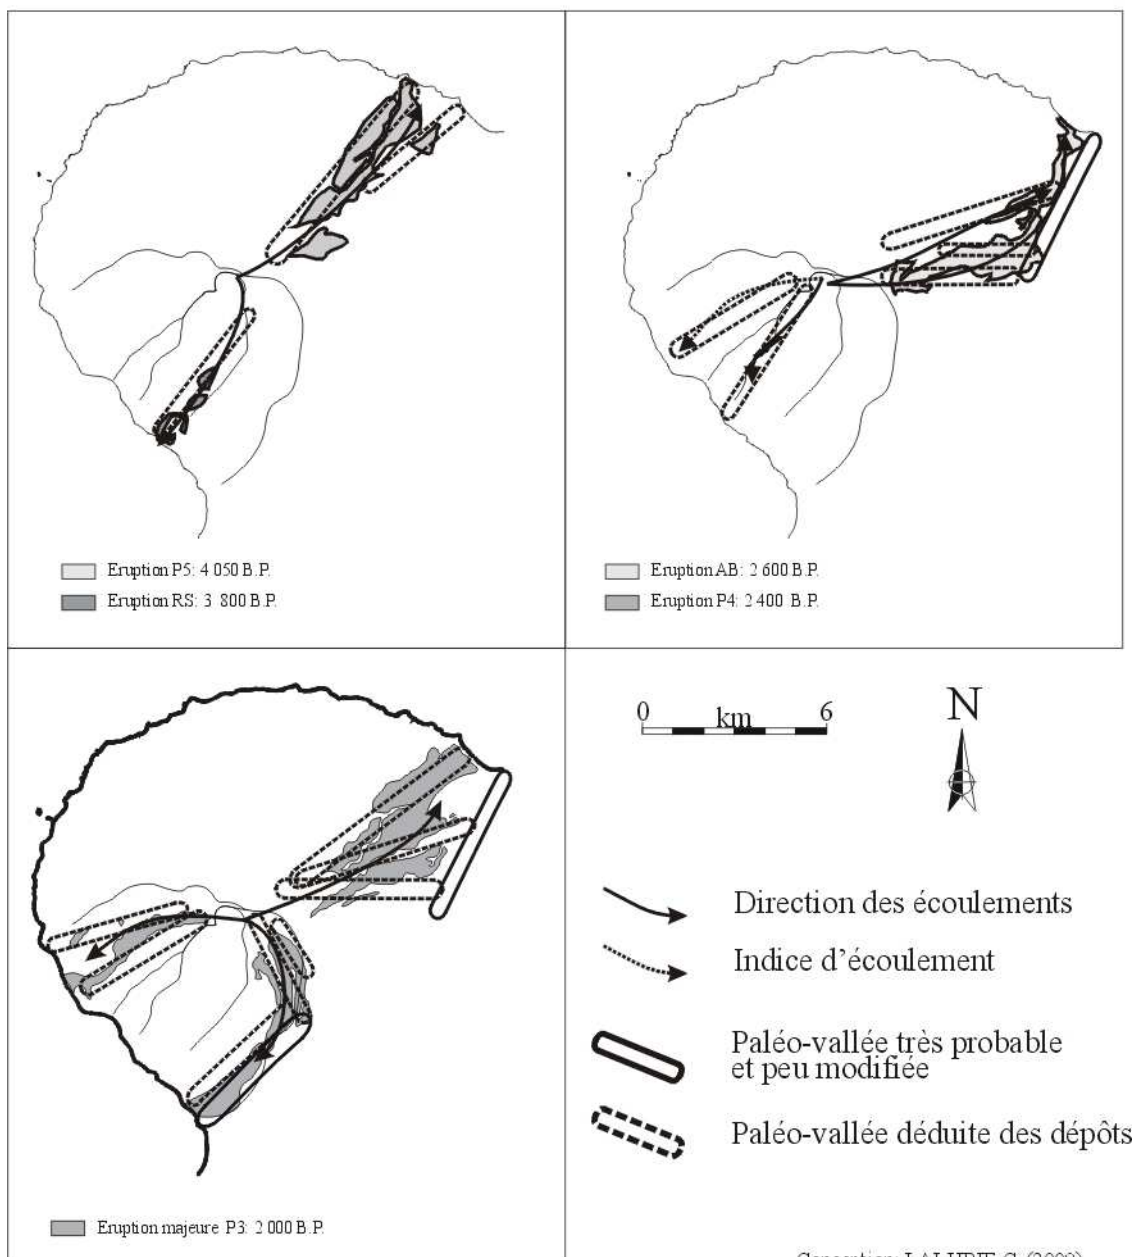 Eruption P5: 4 050 B.P.
Eruption RS: 3 800 B.P.
Eruption AB: 2 600 B.P.
Eruption P4: 2 400 B.P.
0 km 6
N
Direction des écoulements
Indice d'écoulement
Paléo-vallée très probable
et peu modifiée
Paléo-vallée déduite des dépôts
Eruption majeure P3: 2 000 B.P.